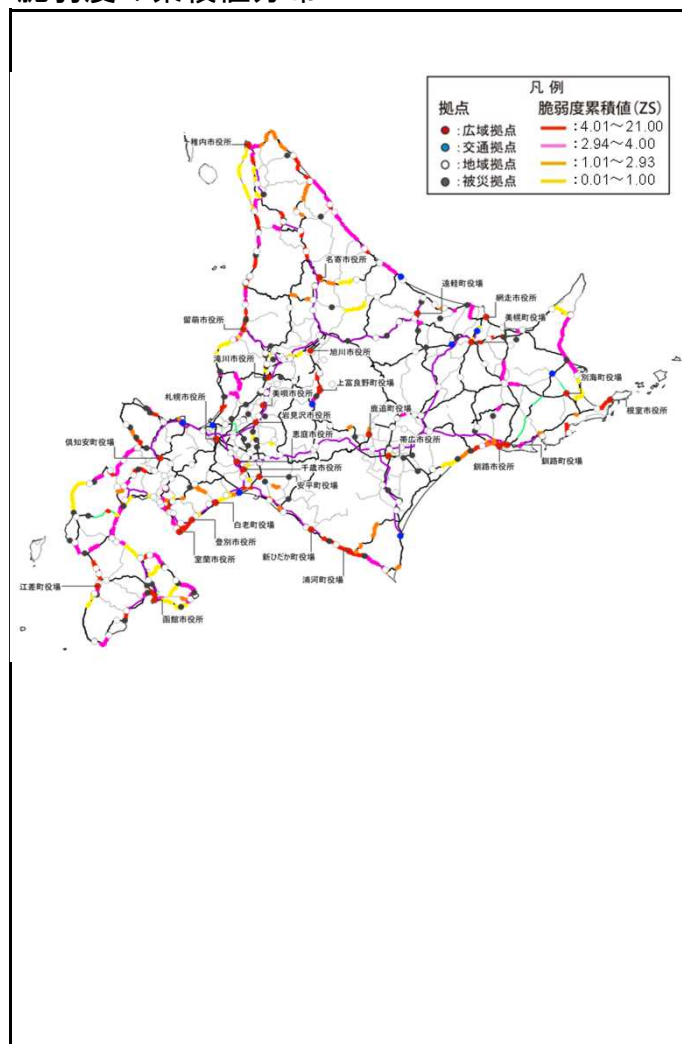 凡 例
拠点
脆弱度累積値(ZS)
●:広域拠点
:4.01～21.00
●:交通拠点
:2.94～4.00
○:地域拠点
:1.01～2.93
●:被災拠点
:0.01～1.00
稚内市役所
名寄市役所
遠軽町役場
網走市役所
美幌町役場
留萌市役所
旭川市役所
滝川市役所
上富良野町役場
別海町役場
美唄市役所
札幌市役所
岩見沢市役所
鹿追町役場
根室市役所
恵庭市役所
帯広市役所
倶知安町役場
釧路市役所
釧路町役場
千歳市役所
安平町役場
白老町役場
登別市役所
室蘭市役所
新ひだか町役場
浦河町役場
江差町役場
函館市役所